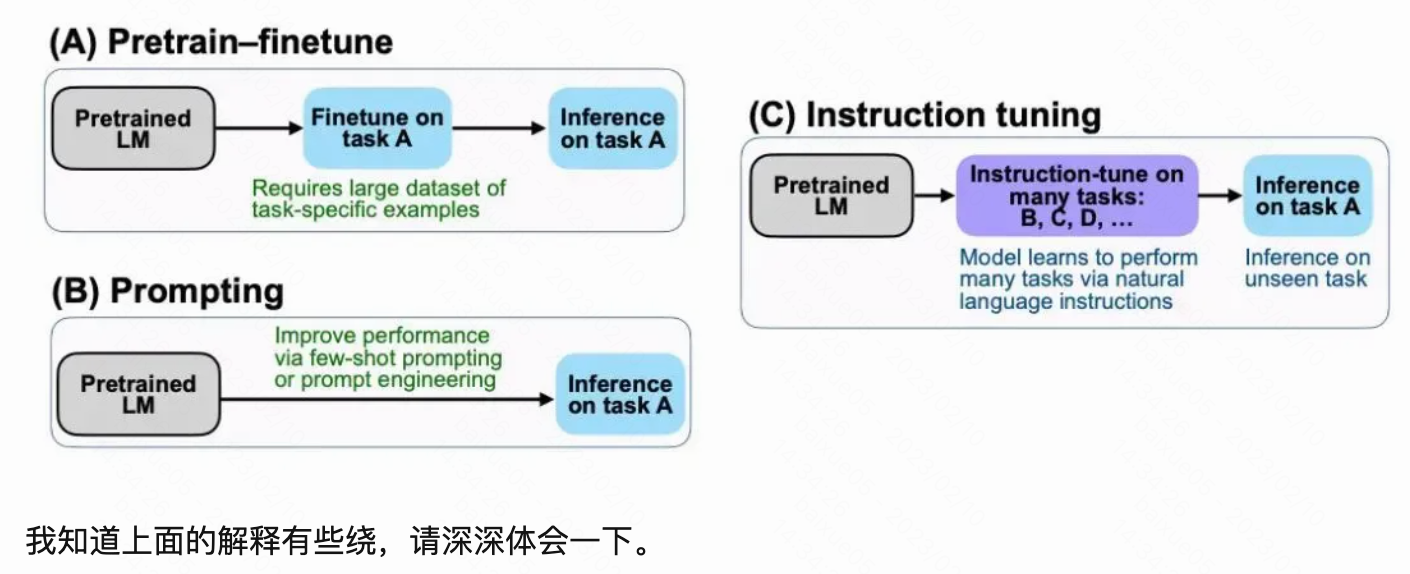 (A) Pretrain–finetune
Pretrained
LM
Finetune on
task A
Inference
on task A
Requires large dataset of
task-specific examples
(B) Prompting
Improve performance
via few-shot prompting
or prompt engineering
Pretrained
LM
Inference
on task A
(C) Instruction tuning
Pretrained
LM
Instruction-tune on
many tasks:
B, C, D, ...
Inference
on task A
Model learns to perform
many tasks via natural
language instructions
Inference on
unseen task
我知道上面的解释有些绕，请深深体会一下。